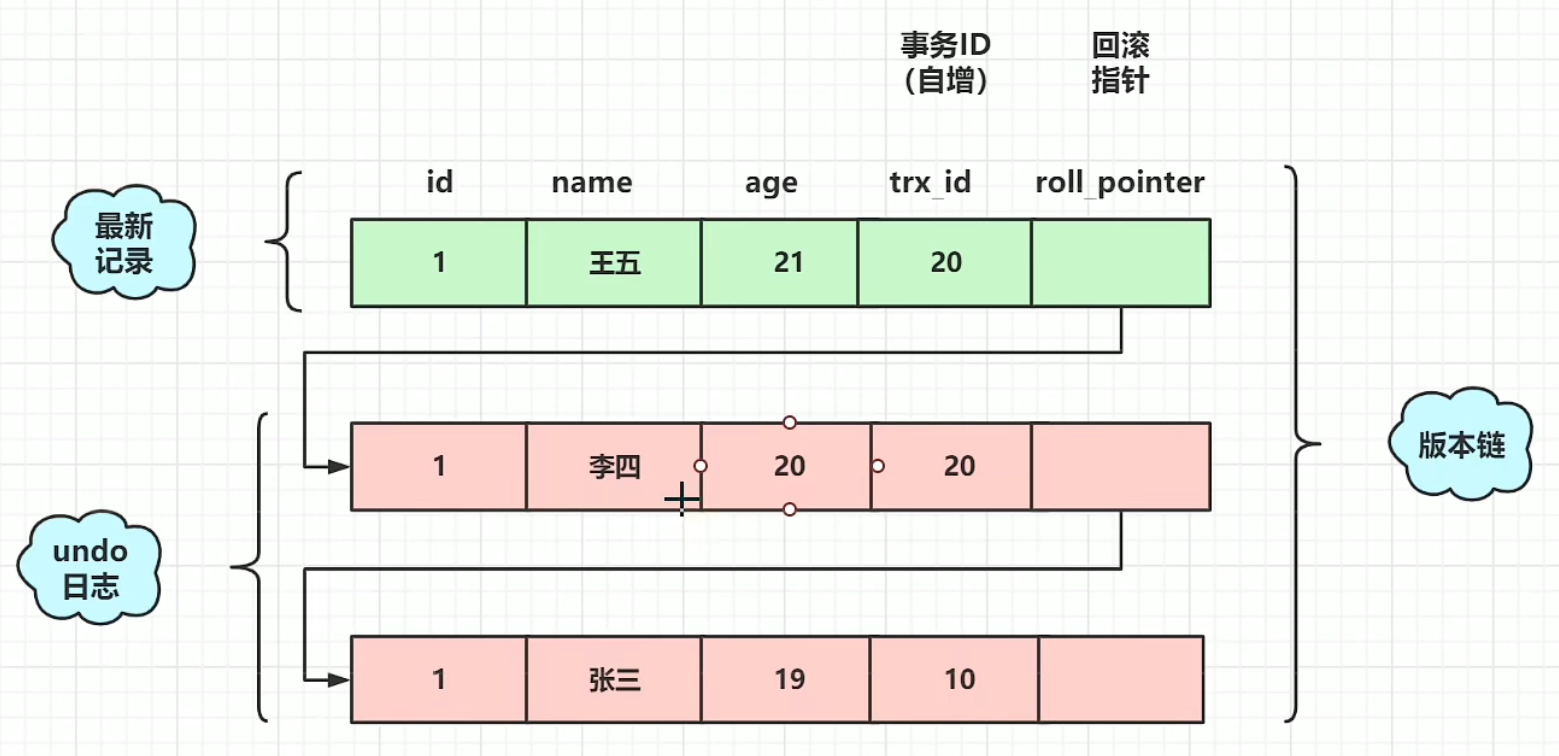 事务ID
（自增）
回滚
指针
id name age trx_id roll_pointer
最新
记录
1 王五 21 20
1 李四 20 20
版本链
undo
日志
1 张三 19 10